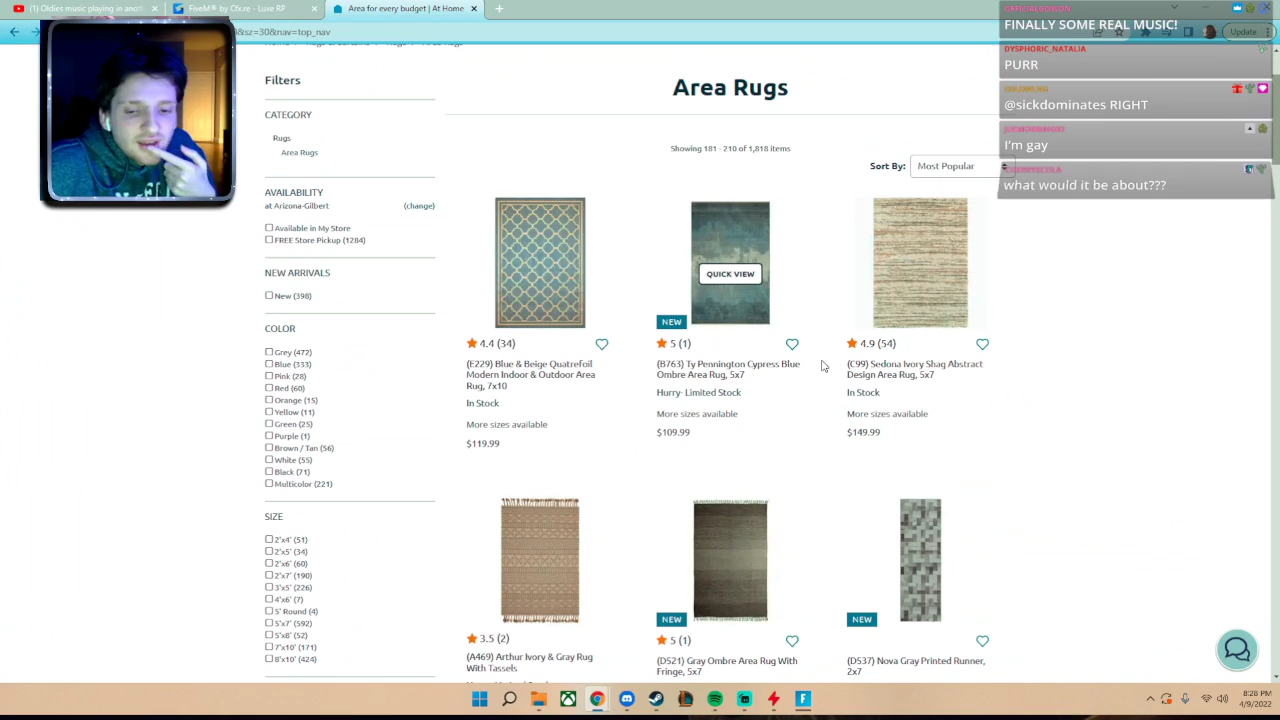 (1) Oldies music playing in anoth
FiveM® by Cfx.re - Luxe RP
Area for every budget | At Home
30&sz=30&nav=top_nav
Update
FINALLY SOME REAL MUSIC!
DYSPHORIC_NATALIA
PURR
@sickdominates RIGHT
I'm gay
what would it be about???
Filters
CATEGORY
Rugs
Area Rugs
AVAILABILITY
at Arizona-Gilbert (change)
Available in My Store
FREE Store Pickup (1284)
NEW ARRIVALS
New (398)
COLOR
Grey (472)
Blue (333)
Pink (28)
Red (60)
Orange (15)
Yellow (11)
Green (25)
Purple (1)
Brown / Tan (56)
White (55)
Black (71)
Multicolor (221)
SIZE
2'x4' (51)
2'x5' (34)
2'x6' (60)
2'x7' (190)
3'x5' (226)
4'x6' (7)
5' Round (4)
5'x7' (592)
5'x8' (52)
7'x10' (171)
8'x10' (424)
Area Rugs
Showing 181 - 210 of 1,818 items
Sort By: Most Popular
4.4 (34)
(E229) Blue & Beige Quatrefoil
Modern Indoor & Outdoor Area
Rug, 7x10
In Stock
More sizes available
$119.99
QUICK VIEW
NEW
5 (1)
(B763) Ty Pennington Cypress Blue
Ombre Area Rug, 5x7
Hurry- Limited Stock
More sizes available
$109.99
4.9 (54)
(C99) Sedona Ivory Shag Abstract
Design Area Rug, 5x7
In Stock
More sizes available
$149.99
3.5 (2)
(A469) Arthur Ivory & Gray Rug
With Tassels
NEW
5 (1)
(D521) Gray Ombre Area Rug With
Fringe, 5x7
NEW
(D537) Nova Gray Printed Runner,
2x7
8:28 PM
4/9/2022